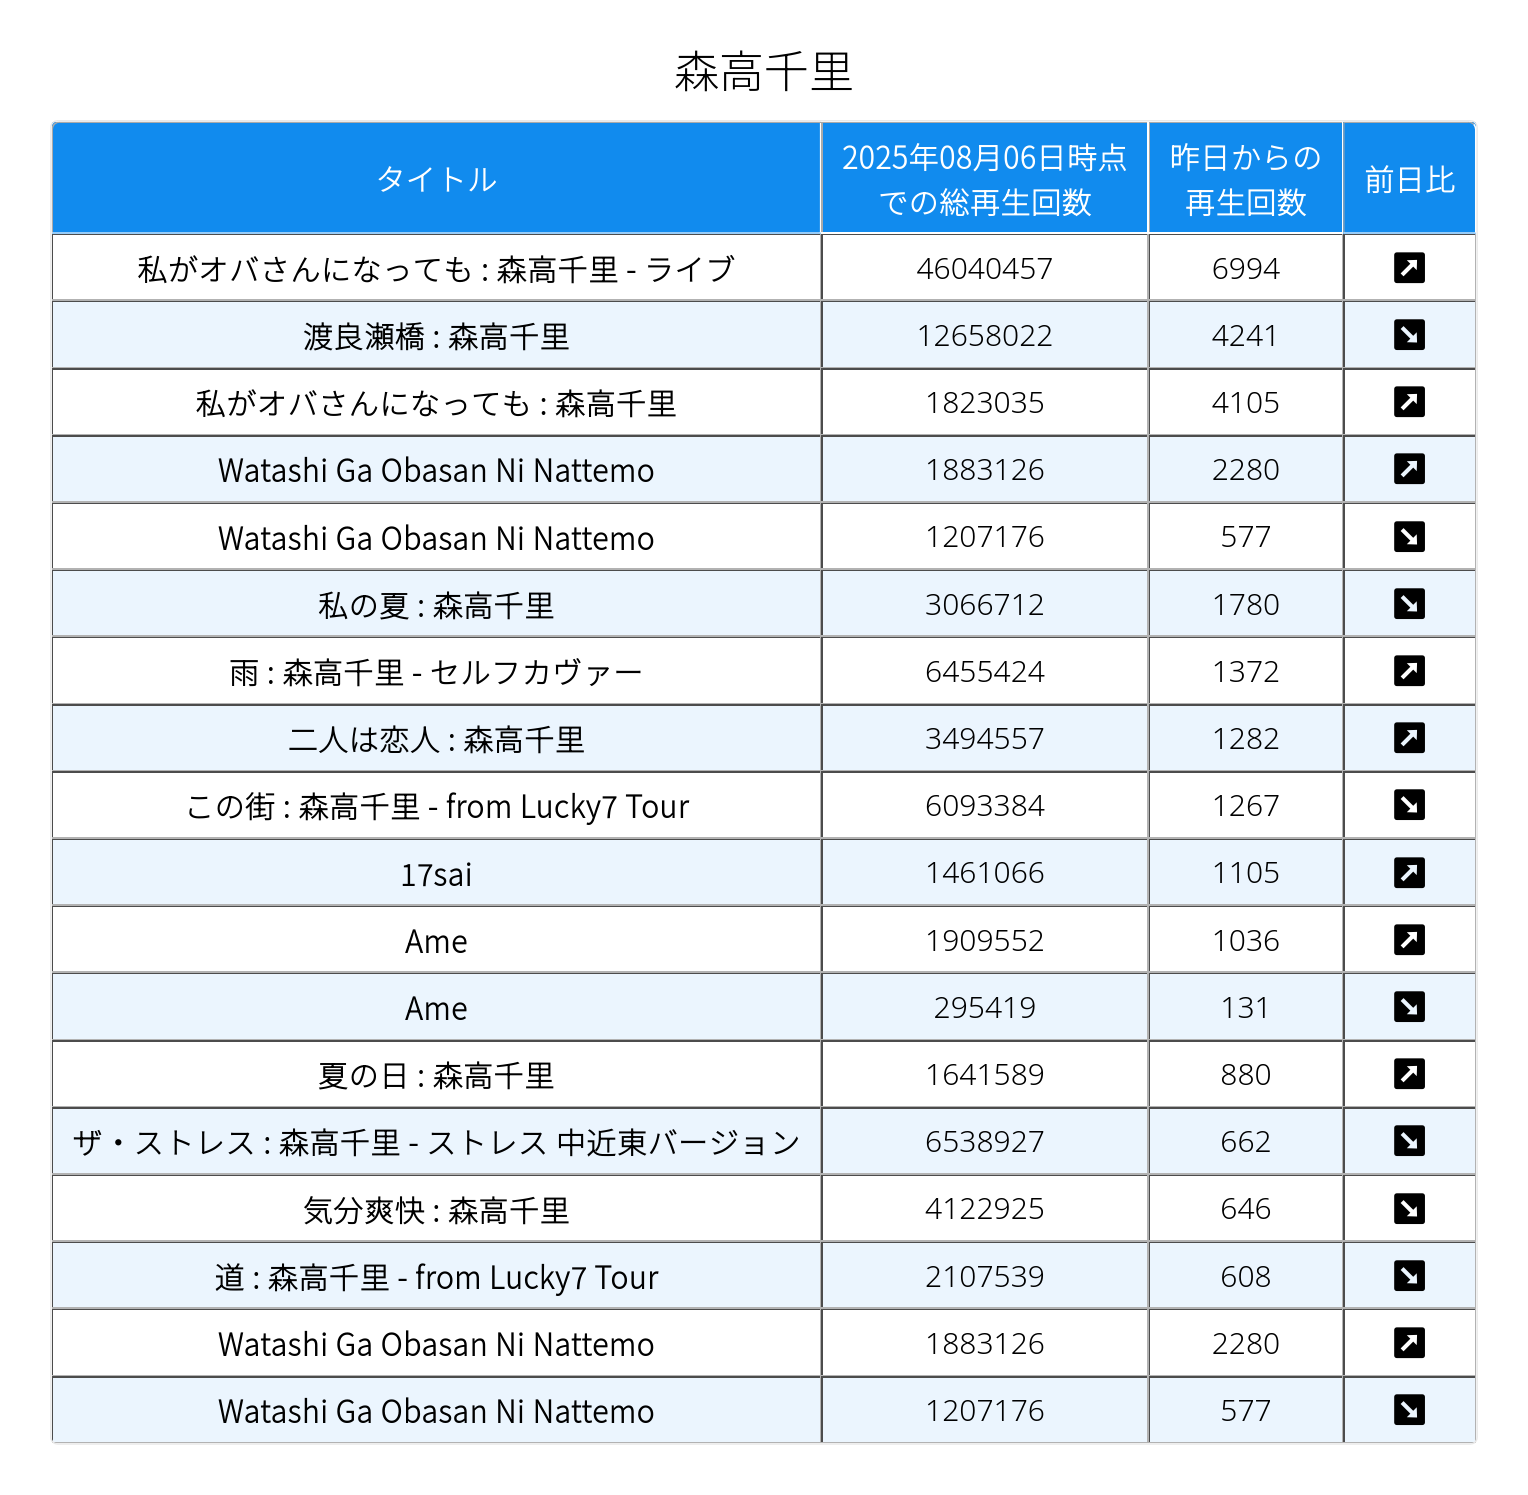 森高千里
タイトル
2025年08月06日時点
での総再生回数
昨日からの
再生回数
前日比
私がオバさんになっても : 森高千里 - ライブ 46040457 6994 ↗
渡良瀬橋 : 森高千里 12658022 4241 ↘
私がオバさんになっても : 森高千里 1823035 4105 ↗
Watashi Ga Obasan Ni Nattemo 1883126 2280 ↗
Watashi Ga Obasan Ni Nattemo 1207176 577 ↘
私の夏 : 森高千里 3066712 1780 ↘
雨 : 森高千里 - セルフカヴァー 6455424 1372 ↗
二人は恋人 : 森高千里 3494557 1282 ↗
この街 : 森高千里 - from Lucky7 Tour 6093384 1267 ↘
17sai 1461066 1105 ↗
Ame 1909552 1036 ↗
Ame 295419 131 ↘
夏の日 : 森高千里 1641589 880 ↗
ザ・ストレス : 森高千里 - ストレス 中近東バージョン 6538927 662 ↘
気分爽快 : 森高千里 4122925 646 ↘
道 : 森高千里 - from Lucky7 Tour 2107539 608 ↘
Watashi Ga Obasan Ni Nattemo 1883126 2280 ↗
Watashi Ga Obasan Ni Nattemo 1207176 577 ↘